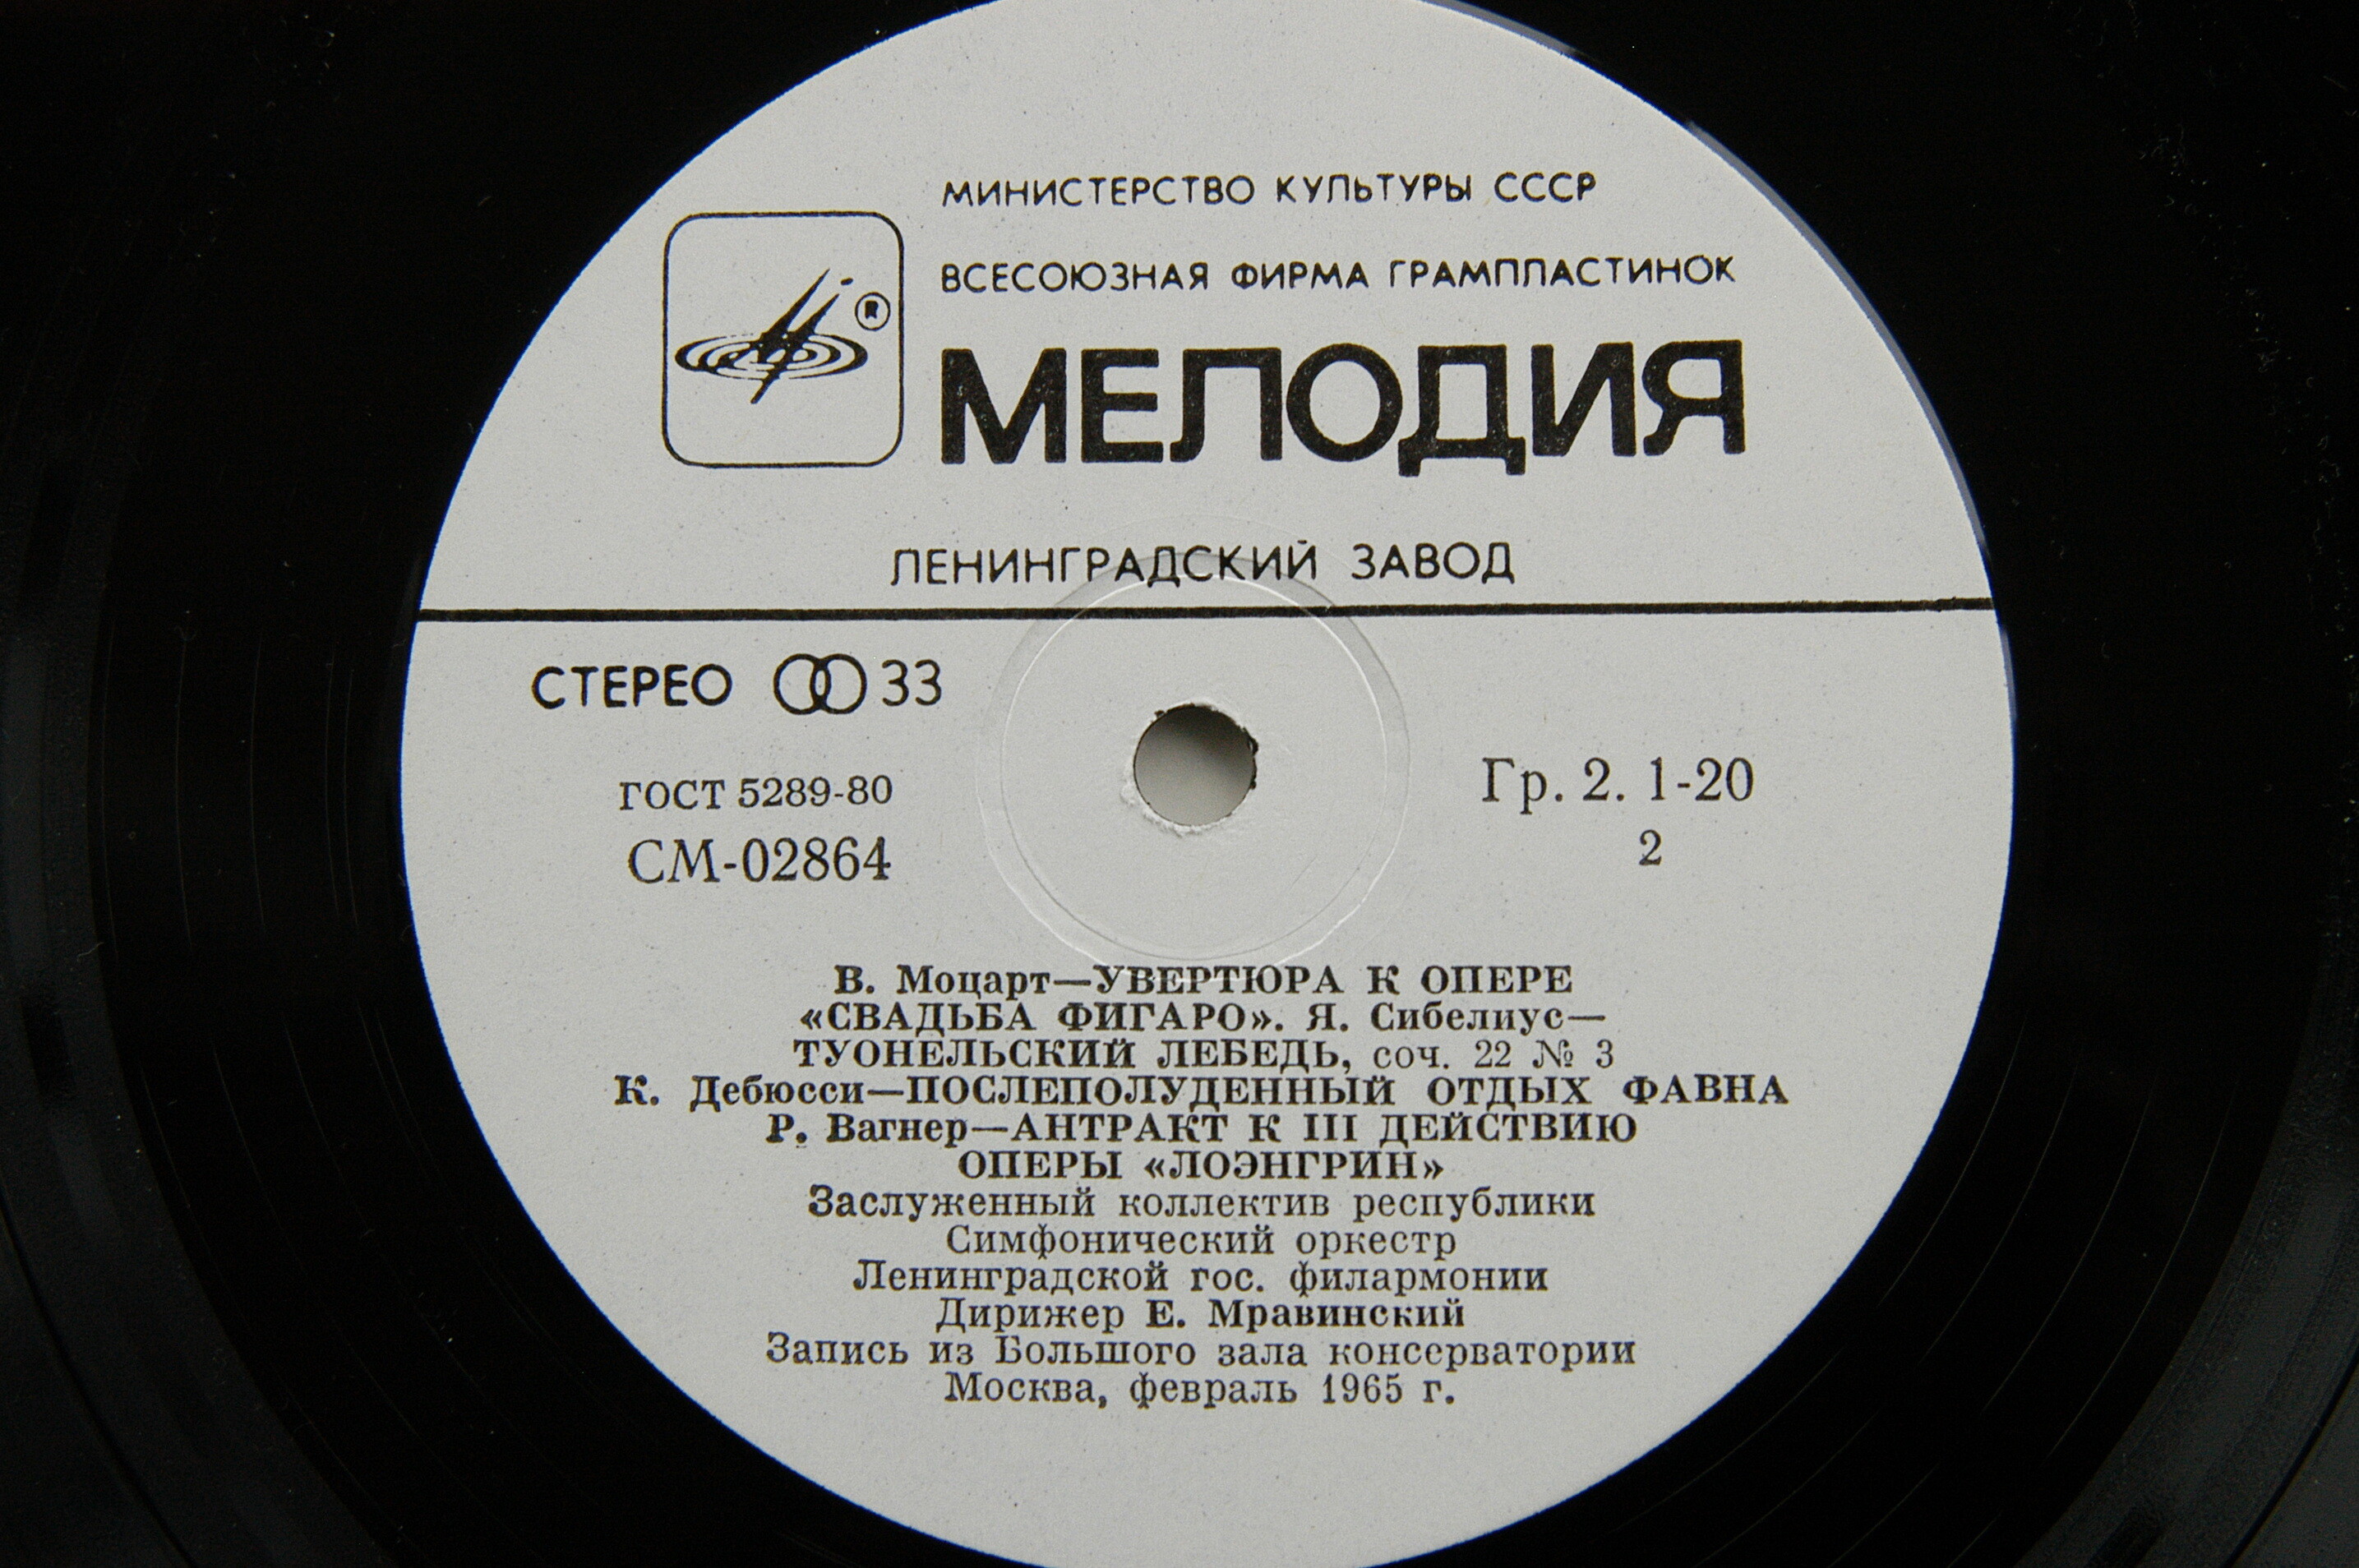 МИНИСТЕРСТВО КУЛЬТУРЫ СССР
ВСЕСОЮЗНАЯ ФИРМА ГРАМПЛАСТИНОК
®
МЕЛОДИЯ
ЛЕНИНГРАДСКИЙ ЗАВОД
СТЕРЕО 33
ГОСТ 5289-80
Гр. 2. 1-20
СМ-02864
2
В. Моцарт—УВЕРТЮРА К ОПЕРЕ
«СВАДЬБА ФИГАРО». Я. Сибелиус—
ТУОНЕЛЬСКИЙ ЛЕБЕДЬ, соч. 22 № 3
К. Дебюсси—ПОСЛЕПОЛУДЕННЫЙ ОТДЫХ ФАВНА
Р. Вагнер—АНТРАКТ К III ДЕЙСТВИЮ
ОПЕРЫ «ЛОЭНГРИН»
Заслуженный коллектив республики
Симфонический оркестр
Ленинградской гос. филармонии
Дирижер Е. Мравинский
Запись из Большого зала консерватории
Москва, февраль 1965 г.